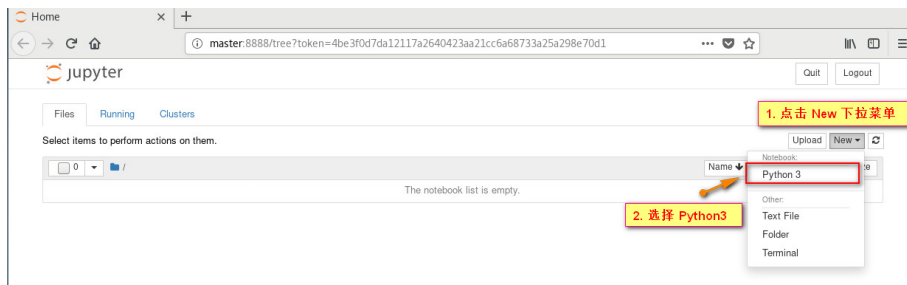 Home × +
master:8888/tree?token=4be3f0d7da12117a2640423aa21cc6a68733a25a298e70d1
jupyter Quit Logout
Files Running Clusters
1. 点击 New 下拉菜单
Select items to perform actions on them. Upload New
0 / Name
Notebook:
Python 3
The notebook list is empty.
Other:
2. 选择 Python3
Text File
Folder
Terminal